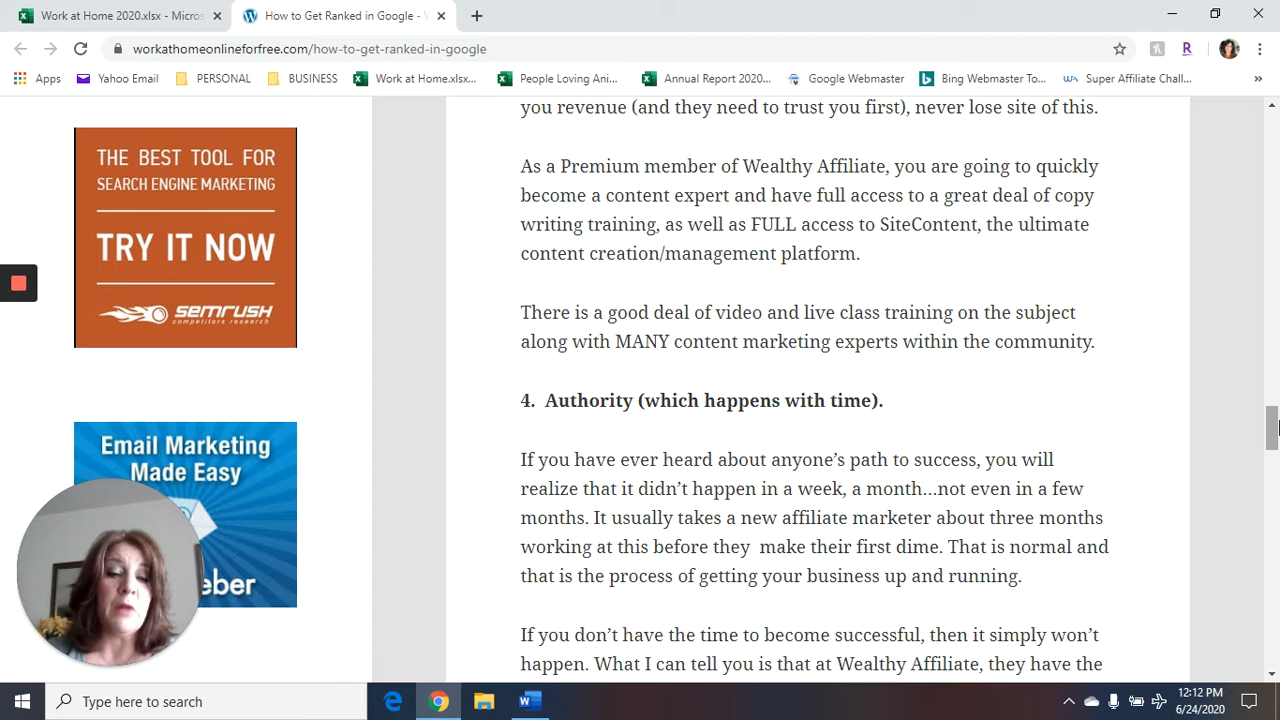 Work at Home 2020.xlsx - Micros
How to Get Ranked in Google -
workathomeonlineforfree.com/how-to-get-ranked-in-google
Apps
Yahoo Email
PERSONAL
BUSINESS
Work at Home.xlsx...
People Loving Ani...
Annual Report 2020...
Google Webmaster
Bing Webmaster To...
Super Affiliate Chall...
»
THE BEST TOOL FOR
SEARCH ENGINE MARKETING
TRY IT NOW
semrush
competitors research
Email Marketing
Made Easy
eber
you revenue (and they need to trust you first), never lose site of this.
As a Premium member of Wealthy Affiliate, you are going to quickly
become a content expert and have full access to a great deal of copy
writing training, as well as FULL access to SiteContent, the ultimate
content creation/management platform.
There is a good deal of video and live class training on the subject
along with MANY content marketing experts within the community.
4. Authority (which happens with time).
If you have ever heard about anyone’s path to success, you will
realize that it didn’t happen in a week, a month…not even in a few
months. It usually takes a new affiliate marketer about three months
working at this before they make their first dime. That is normal and
that is the process of getting your business up and running.
If you don’t have the time to become successful, then it simply won’t
happen. What I can tell you is that at Wealthy Affiliate, they have the
Type here to search
12:12 PM
6/24/2020